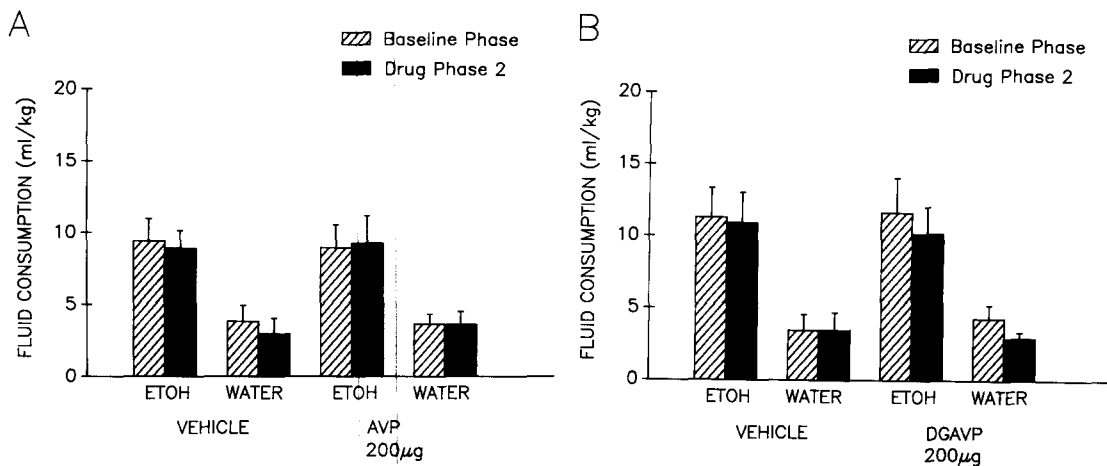 A
Baseline Phase
Drug Phase 2
FLUID CONSUMPTION (ml/kg)
20
15
10
5
0
ETOH WATER ETOH WATER
VEHICLE AVP
200µg
B
Baseline Phase
Drug Phase 2
FLUID CONSUMPTION (ml/kg)
20
15
10
5
0
ETOH WATER ETOH WATER
VEHICLE DGAVP
200µg